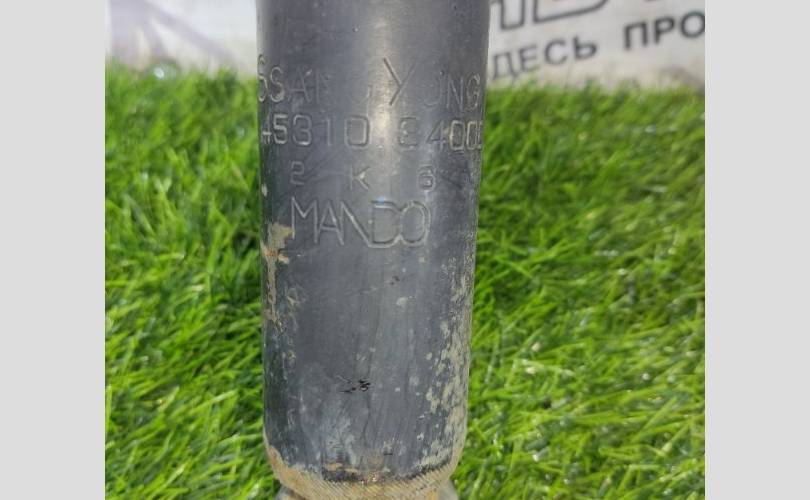 ДЕСЬ ПРО
SSANGYONG
45310 34000
2 K 6
MANDO